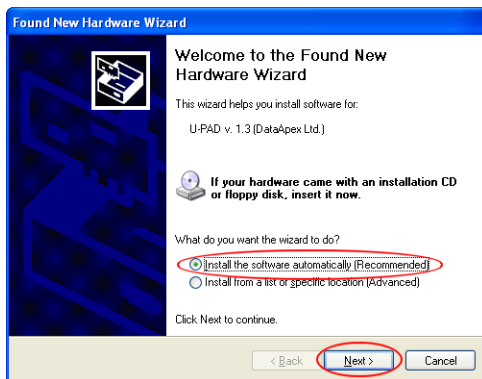 Found New Hardware Wizard
Welcome to the Found New
Hardware Wizard
This wizard helps you install software for:
U-PAD v. 1.3 (DataApex Ltd.)
If your hardware came with an installation CD
or floppy disk, insert it now.
What do you want the wizard to do?
Install the software automatically (Recommended)
Install from a list or specific location (Advanced)
Click Next to continue.
< Back
Next >
Cancel